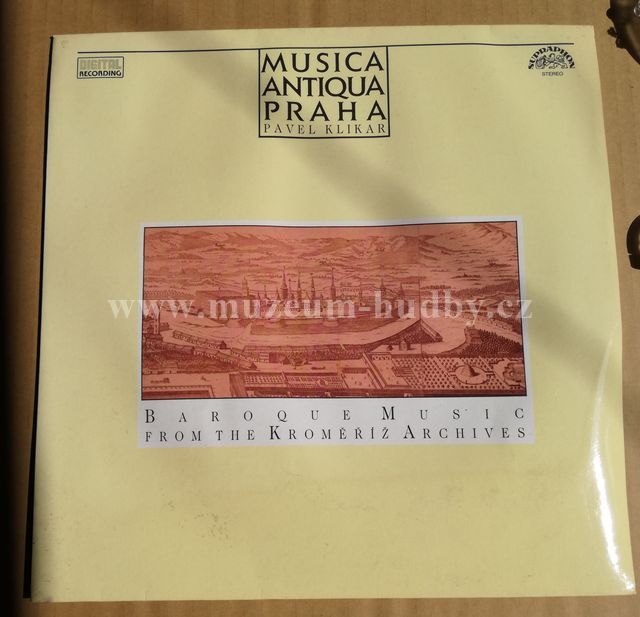 DIGITAL
RECORDING
MUSICA
ANTIQUA
PRAHA
PAVEL KLIKAR
SUPRAPHON
STEREO
www.muzeum-hudby.cz
BAROQUE MUSIC
FROM THE KROMĚŘÍŽ ARCHIVES